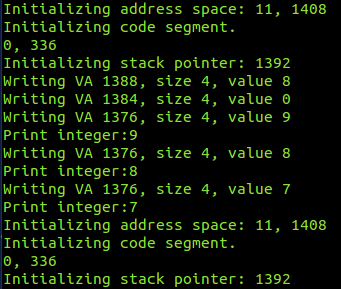 Initializing address space: 11, 1408
Initializing code segment.
0, 336
Initializing stack pointer: 1392
Writing VA 1388, size 4, value 8
Writing VA 1384, size 4, value 0
Writing VA 1376, size 4, value 9
Print integer:9
Writing VA 1376, size 4, value 8
Print integer:8
Writing VA 1376, size 4, value 7
Print integer:7
Initializing address space: 11, 1408
Initializing code segment.
0, 336
Initializing stack pointer: 1392